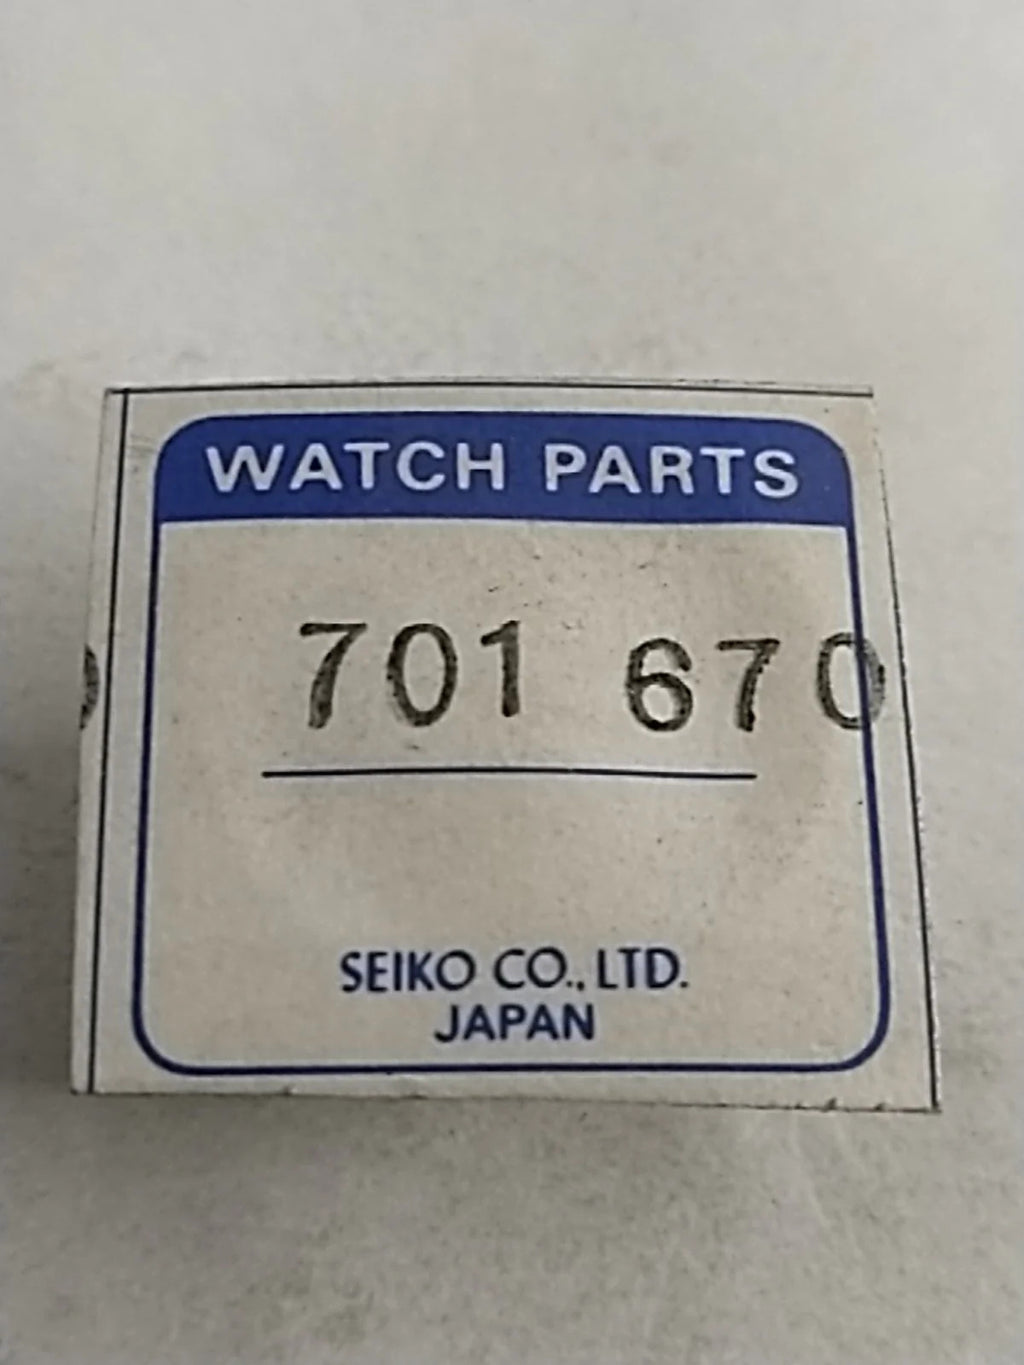 WATCH PARTS
701 670
SEIKO CO., LTD.
JAPAN